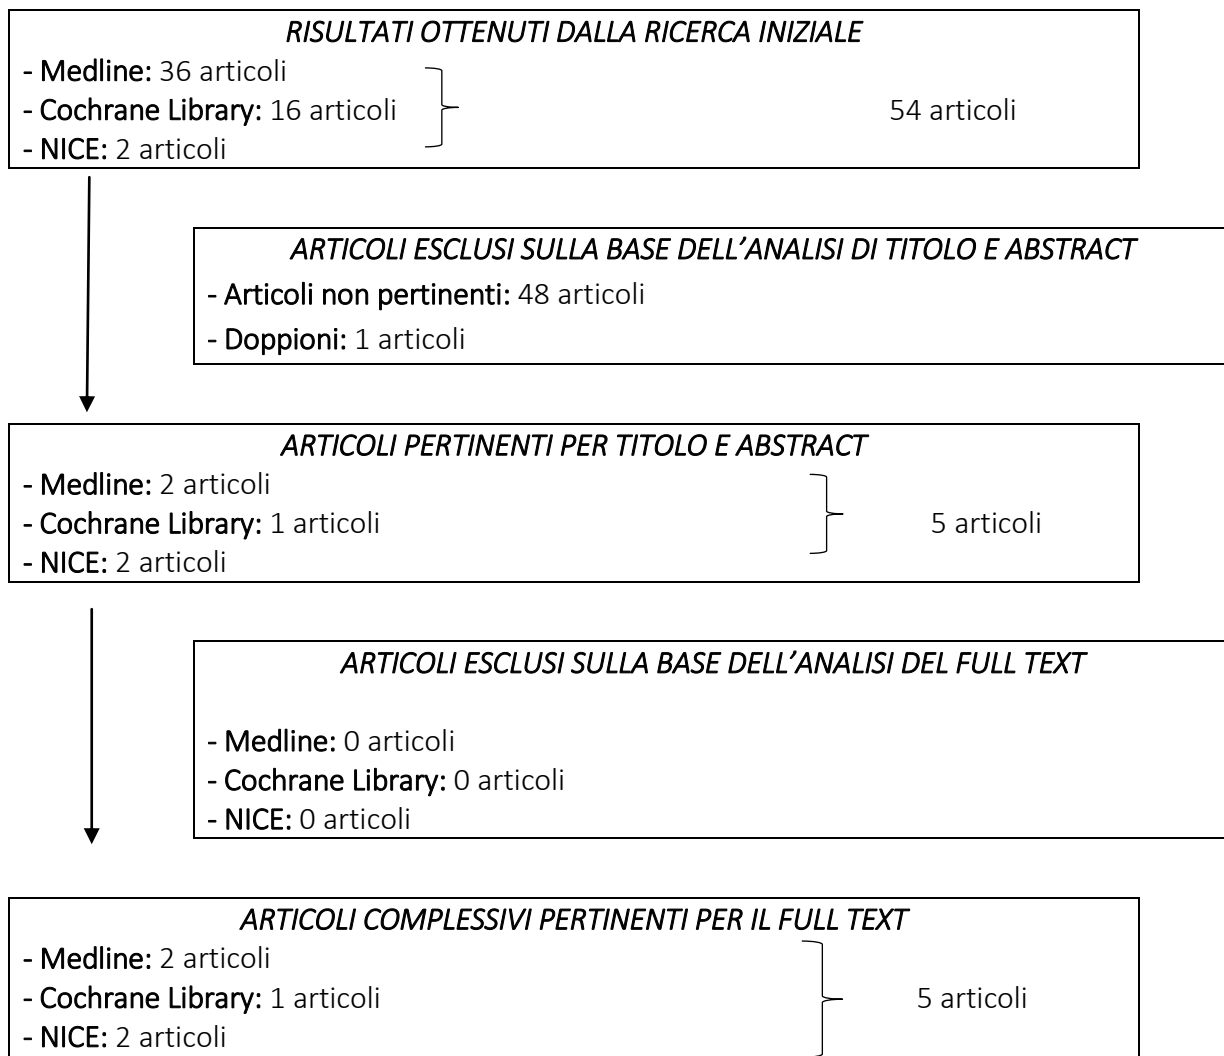 RISULTATI OTTENUTI DALLA RICERCA INIZIALE
- Medline: 36 articoli
- Cochrane Library: 16 articoli 54 articoli
- NICE: 2 articoli
ARTICOLI ESCLUSI SULLA BASE DELL’ANALISI DI TITOLO E ABSTRACT
- Articoli non pertinenti: 48 articoli
- Doppioni: 1 articoli
ARTICOLI PERTINENTI PER TITOLO E ABSTRACT
- Medline: 2 articoli
- Cochrane Library: 1 articoli 5 articoli
- NICE: 2 articoli
ARTICOLI ESCLUSI SULLA BASE DELL’ANALISI DEL FULL TEXT
- Medline: 0 articoli
- Cochrane Library: 0 articoli
- NICE: 0 articoli
ARTICOLI COMPLESSIVI PERTINENTI PER IL FULL TEXT
- Medline: 2 articoli
- Cochrane Library: 1 articoli 5 articoli
- NICE: 2 articoli